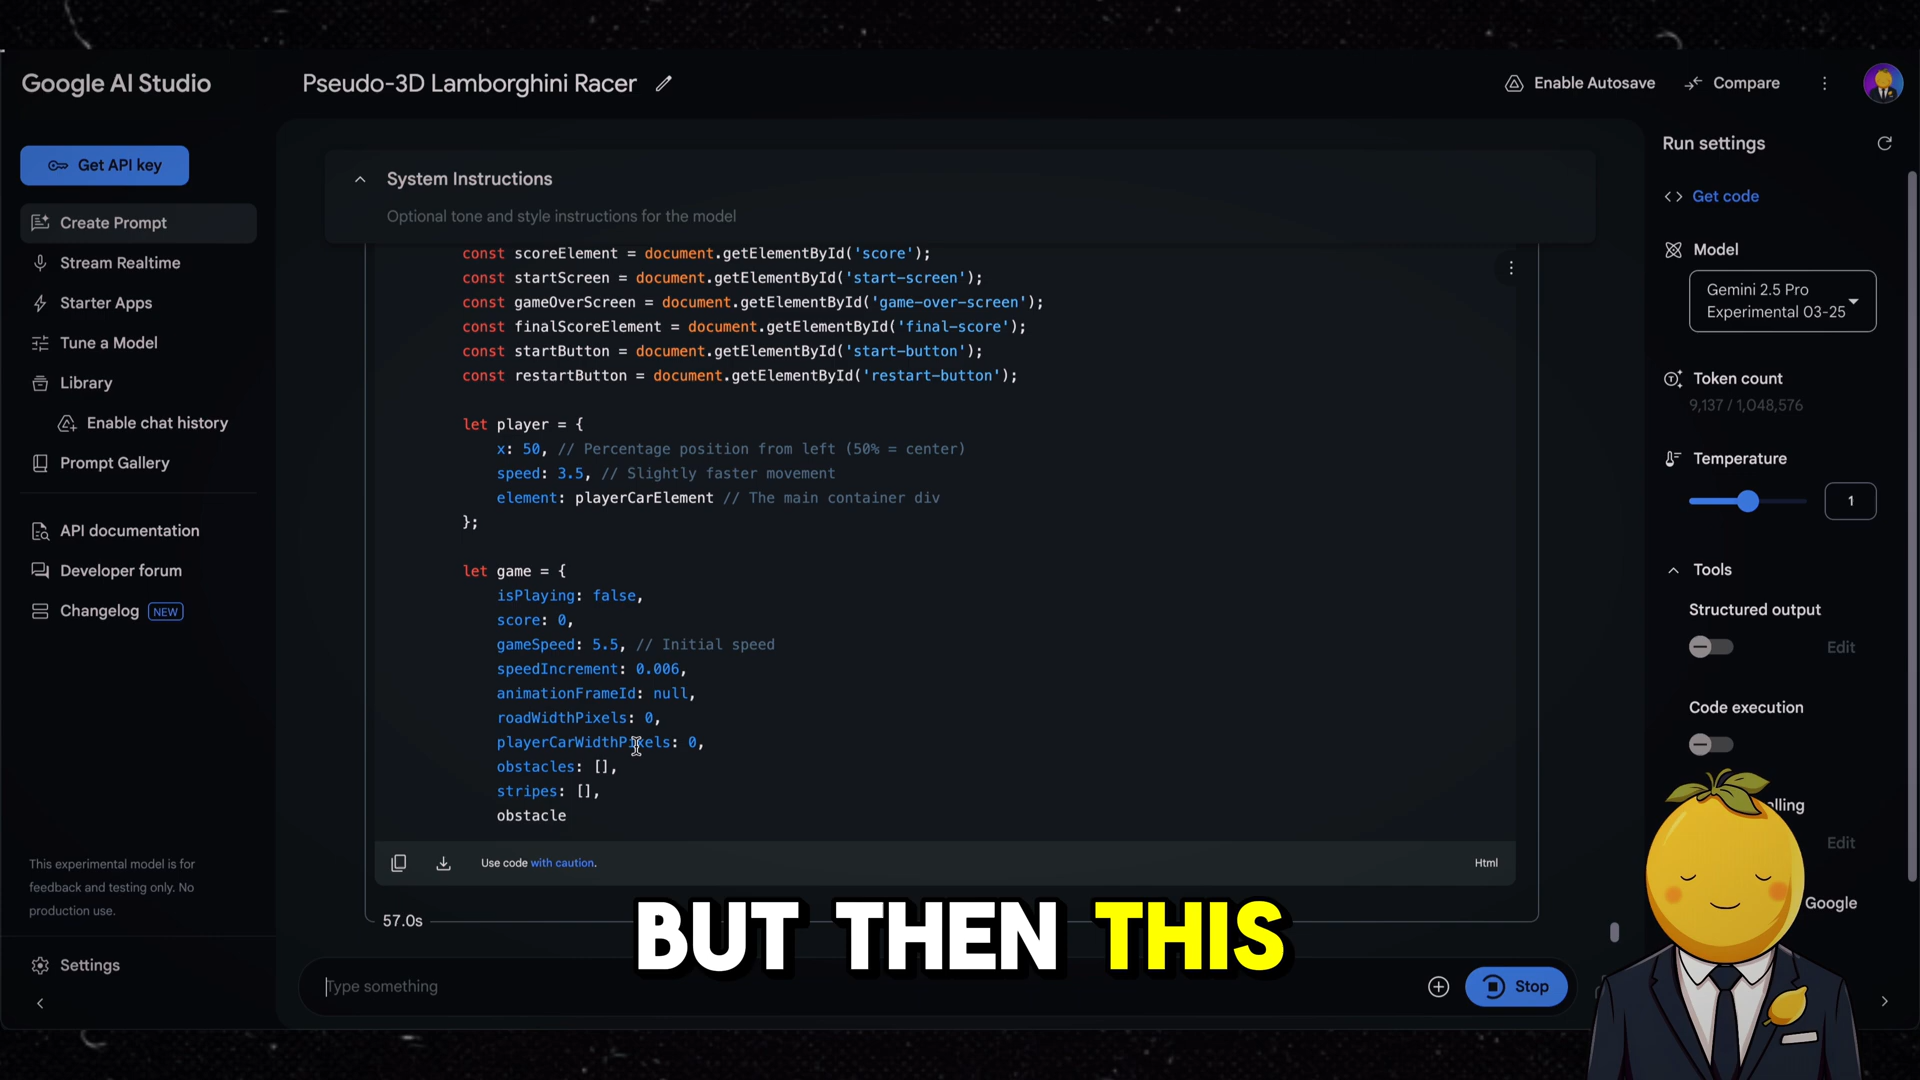 Google AI Studio
Pseudo-3D Lamborghini Racer
Enable Autosave
Compare
Get API key
Create Prompt
Stream Realtime
Starter Apps
Tune a Model
Library
Enable chat history
Prompt Gallery
API documentation
Developer forum
Changelog NEW
This experimental model is for
feedback and testing only. No
production use.
Settings
System Instructions
Optional tone and style instructions for the model
const scoreElement = document.getElementById('score');
const startScreen = document.getElementById('start-screen');
const gameOverScreen = document.getElementById('game-over-screen');
const finalScoreElement = document.getElementById('final-score');
const startButton = document.getElementById('start-button');
const restartButton = document.getElementById('restart-button');
let player = {
x: 50, // Percentage position from left (50% = center)
speed: 3.5, // Slightly faster movement
element: playerCarElement // The main container div
};
let game = {
isPlaying: false,
score: 0,
gameSpeed: 5.5, // Initial speed
speedIncrement: 0.006,
animationFrameId: null,
roadWidthPixels: 0,
playerCarWidthPixels: 0,
obstacles: [],
stripes: [],
obstacle
Use code with caution.
Html
57.0s
BUT THEN THIS
Type something
Stop
Run settings
Get code
Model
Gemini 2.5 Pro
Experimental 03-25
Token count
9,137 / 1,048,576
Temperature
1
Tools
Structured output
Edit
Code execution
lling
Edit
Google